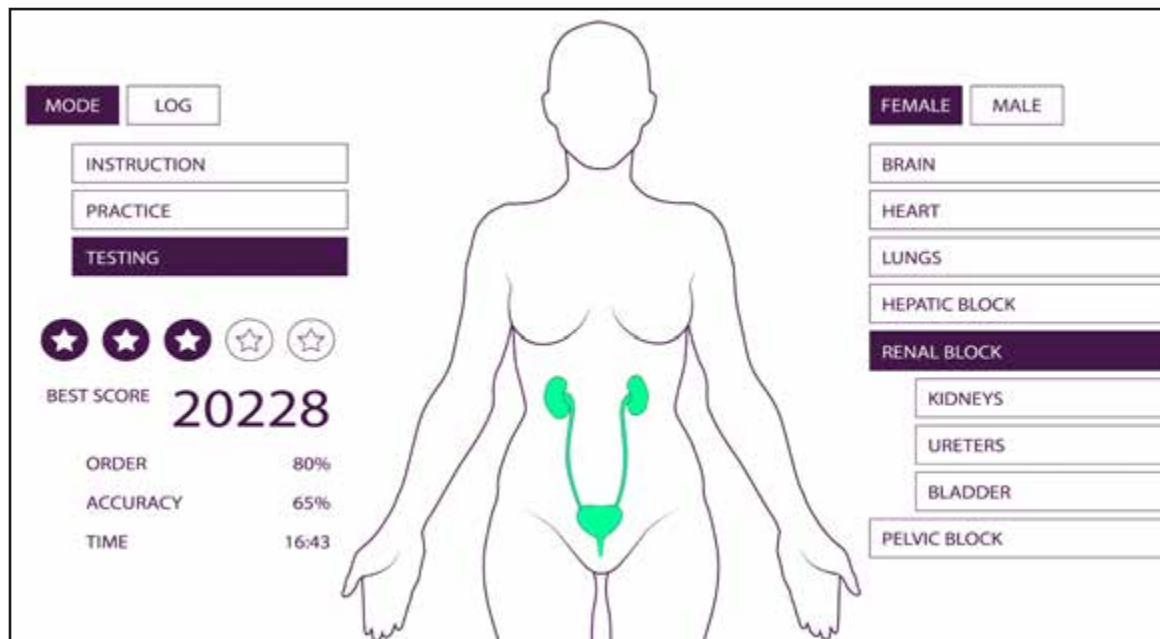 MODE LOG
INSTRUCTION
PRACTICE
TESTING
BEST SCORE 20228
ORDER 80%
ACCURACY 65%
TIME 16:43
FEMALE MALE
BRAIN
HEART
LUNGS
HEPATIC BLOCK
RENAL BLOCK
KIDNEYS
URETERS
BLADDER
PELVIC BLOCK